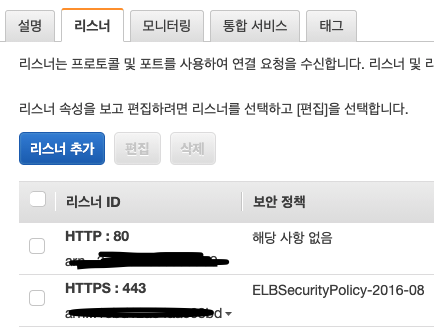 설명
리스너
모니터링
통합 서비스
태그
리스너는 프로토콜 및 포트를 사용하여 연결 요청을 수신합니다. 리스너 및
리스너 속성을 보고 편집하려면 리스너를 선택하고 [편집]을 선택합니다.
리스너 추가
편집
삭제
리스너 ID
보안 정책
HTTP : 80
해당 사항 없음
HTTPS : 443
ELBSecurityPolicy-2016-08